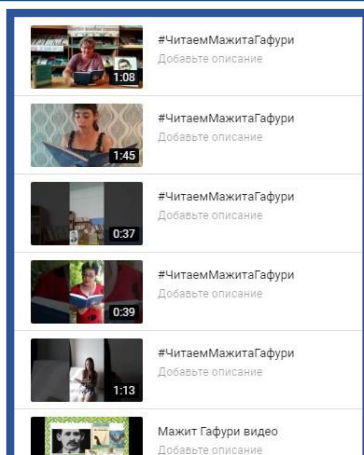 #ЧитаемМажитаГафури
Добавьте описание
1:08
#ЧитаемМажитаГафури
Добавьте описание
1:45
#ЧитаемМажитаГафури
Добавьте описание
0:37
#ЧитаемМажитаГафури
Добавьте описание
0:39
#ЧитаемМажитаГафури
Добавьте описание
1:13
Мажит Гафури видео
Добавьте описание